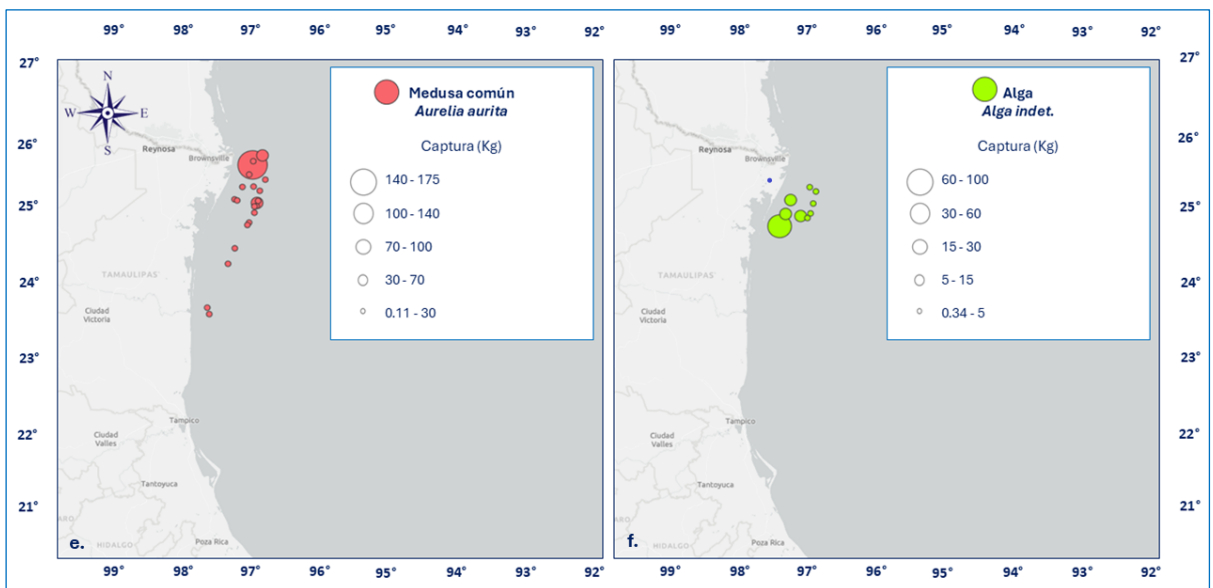 99° 98° 97° 96° 95° 94° 93° 92° 99° 98° 97° 96° 95° 94° 93° 92°
27°
26°
25°
24°
23°
22°
21°
N
W E
S
Reynosa
Brownsville
TAMAULIPAS
Ciudad
Victoria
Tampico
Ciudad
Valles
Tantoyuca
ARO
HIDALGO
Poza Rica
e.
Medusa común
Aurelia aurita
Captura (Kg)
140 - 175
100 - 140
70 - 100
30 - 70
0.11 - 30
Reynosa
Brownsville
TAMAULIPAS
Ciudad
Victoria
Tampico
Ciudad
Valles
Tantoyuca
ARO
HIDALGO
Poza Rica
f.
Alga
Alga indet.
Captura (Kg)
60 - 100
30 - 60
15 - 30
5 - 15
0.34 - 5
27°
26°
25°
24°
23°
22°
21°
99° 98° 97° 96° 95° 94° 93° 92° 99° 98° 97° 96° 95° 94° 93° 92°